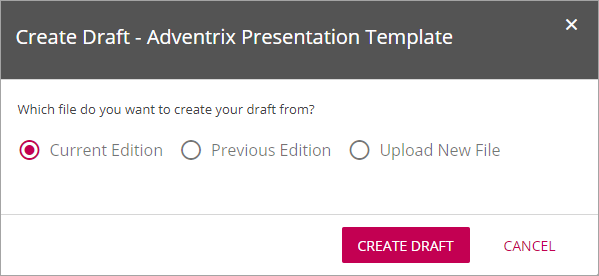 Create Draft - Adventrix Presentation Template
Which file do you want to create your draft from?
Current Edition Previous Edition Upload New File
CREATE DRAFT CANCEL